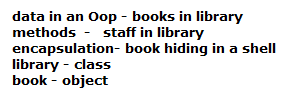 data in an Oop - books in library
methods - staff in library
encapsulation- book hiding in a shell
library - class
book - object